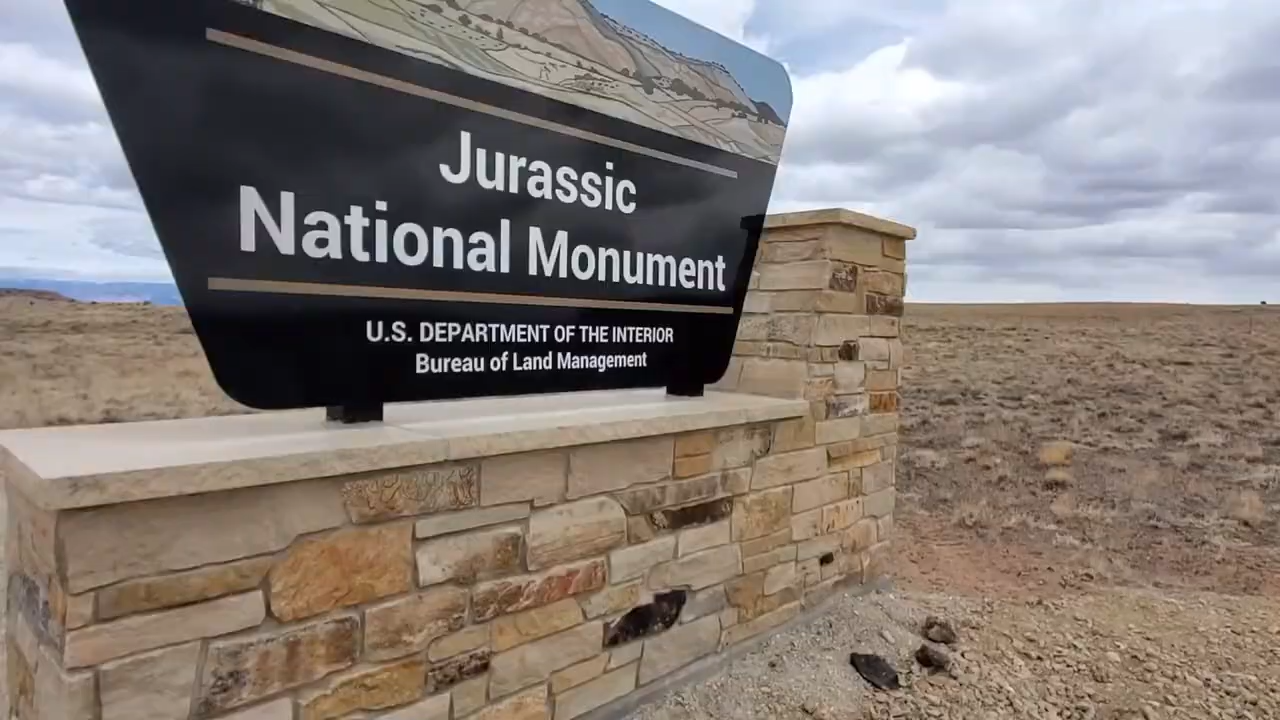 Jurassic
National Monument
U.S. DEPARTMENT OF THE INTERIOR
Bureau of Land Management